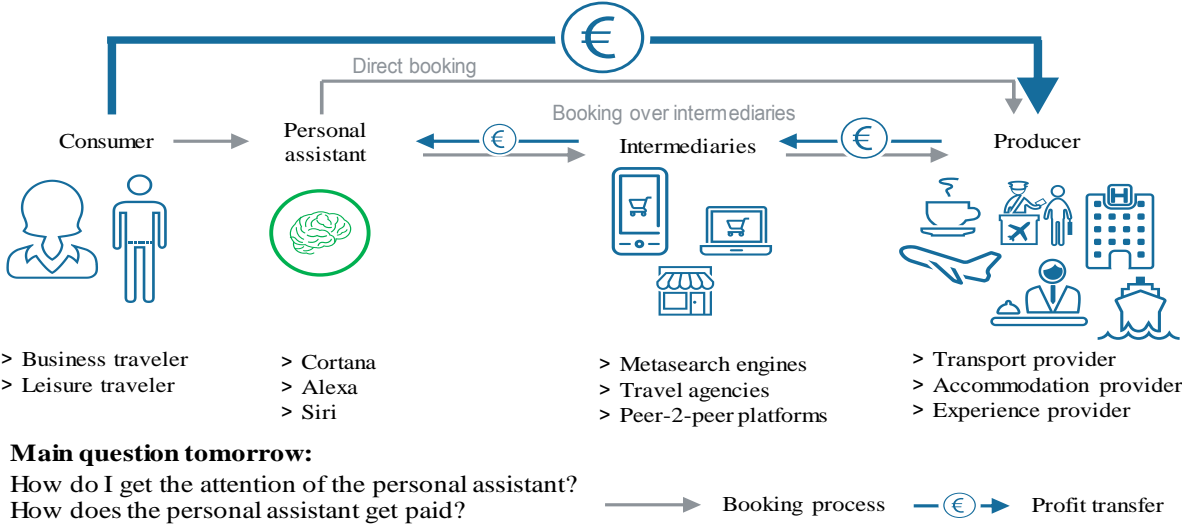 €
Direct booking
Booking over intermediaries
Consumer
Personal
assistant
€
Intermediaries
€
Producer
H
> Business traveler
> Leisure traveler
> Cortana
> Alexa
> Siri
> Metasearch engines
> Travel agencies
> Peer-2-peer platforms
> Transport provider
> Accommodation provider
> Experience provider
Main question tomorrow:
How do I get the attention of the personal assistant?
How does the personal assistant get paid?
Booking process
€
Profit transfer